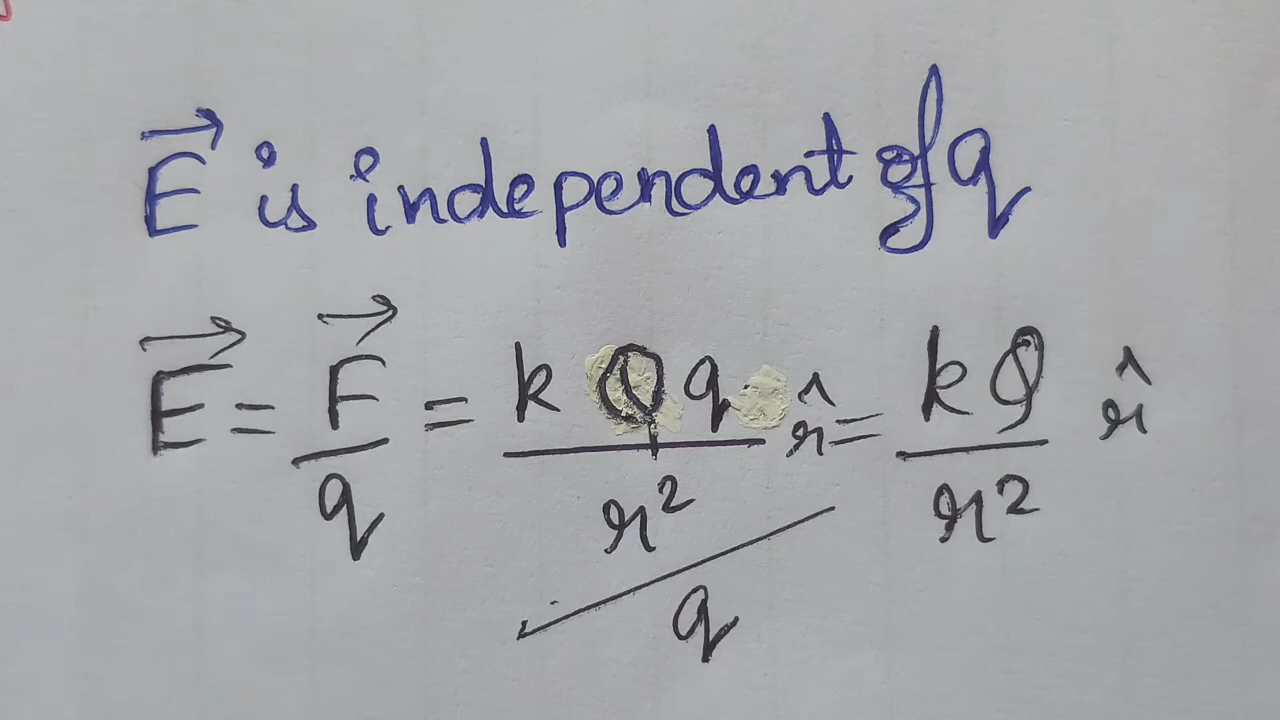 E⃗ is independent of q
E⃗ = F⃗/q = (kQq/r² r̂)/q = kQ/r² r̂